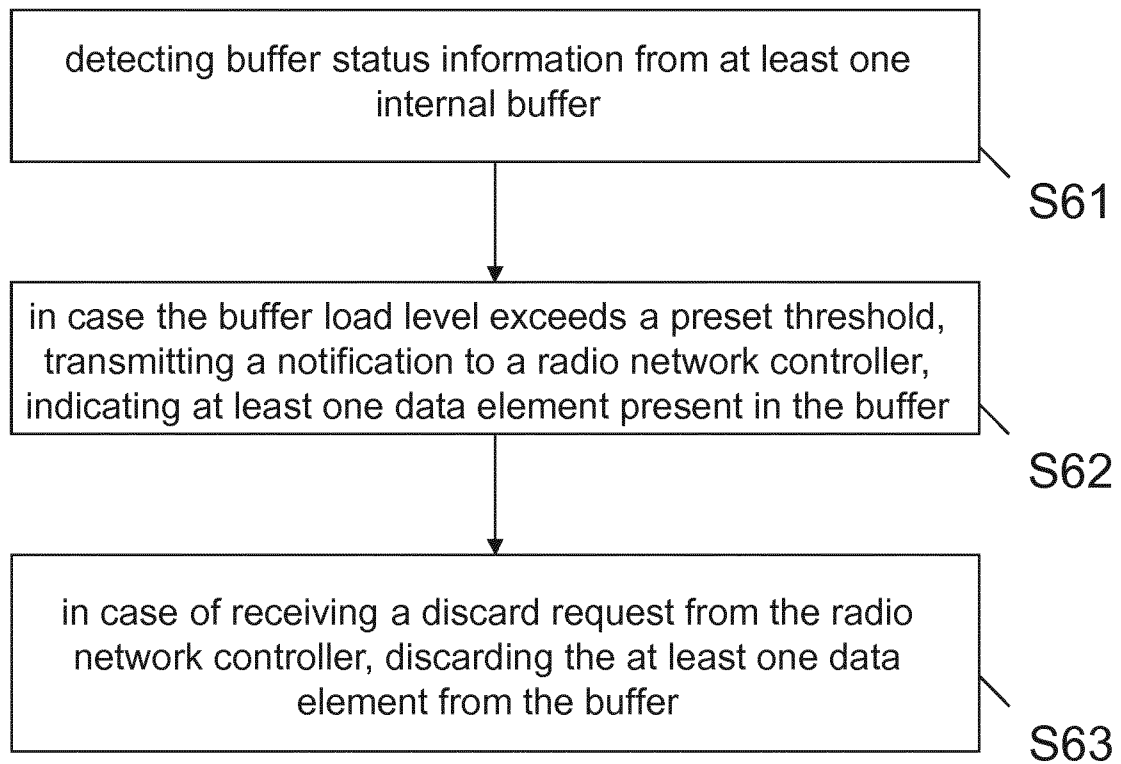 detecting buffer status information from at least one
internal buffer
S61
in case the buffer load level exceeds a preset threshold,
transmitting a notification to a radio network controller,
indicating at least one data element present in the buffer
S62
in case of receiving a discard request from the radio
network controller, discarding the at least one data
element from the buffer
S63